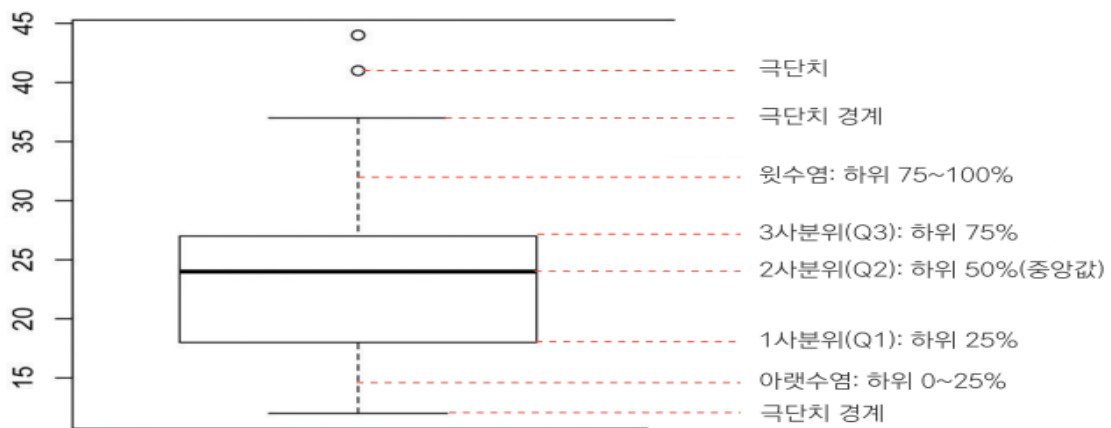 45
40
35
30
25
20
15
극단치
극단치 경계
윗수염: 하위 75~100%
3사분위(Q3): 하위 75%
2사분위(Q2): 하위 50%(중앙값)
1사분위(Q1): 하위 25%
아랫수염: 하위 0~25%
극단치 경계